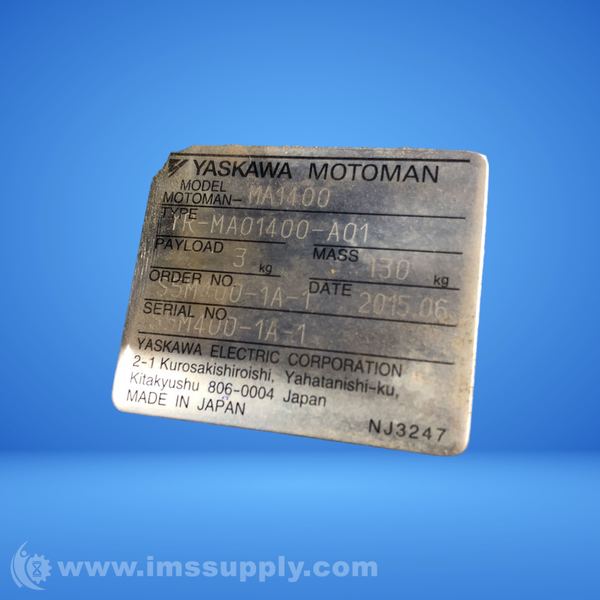 YASKAWA MOTOMAN
MODEL
MOTOMAN- MA1400
TYPE
YR-MA01400-A01
PAYLOAD 3 kg MASS 130 kg
ORDER NO. DATE 2015.06
SERIAL NO.
YASKAWA ELECTRIC CORPORATION
2-1 Kurosakishiroishi, Yahatanishi-ku,
Kitakyushu 806-0004 Japan
MADE IN JAPAN
NJ3247
www.imssupply.com